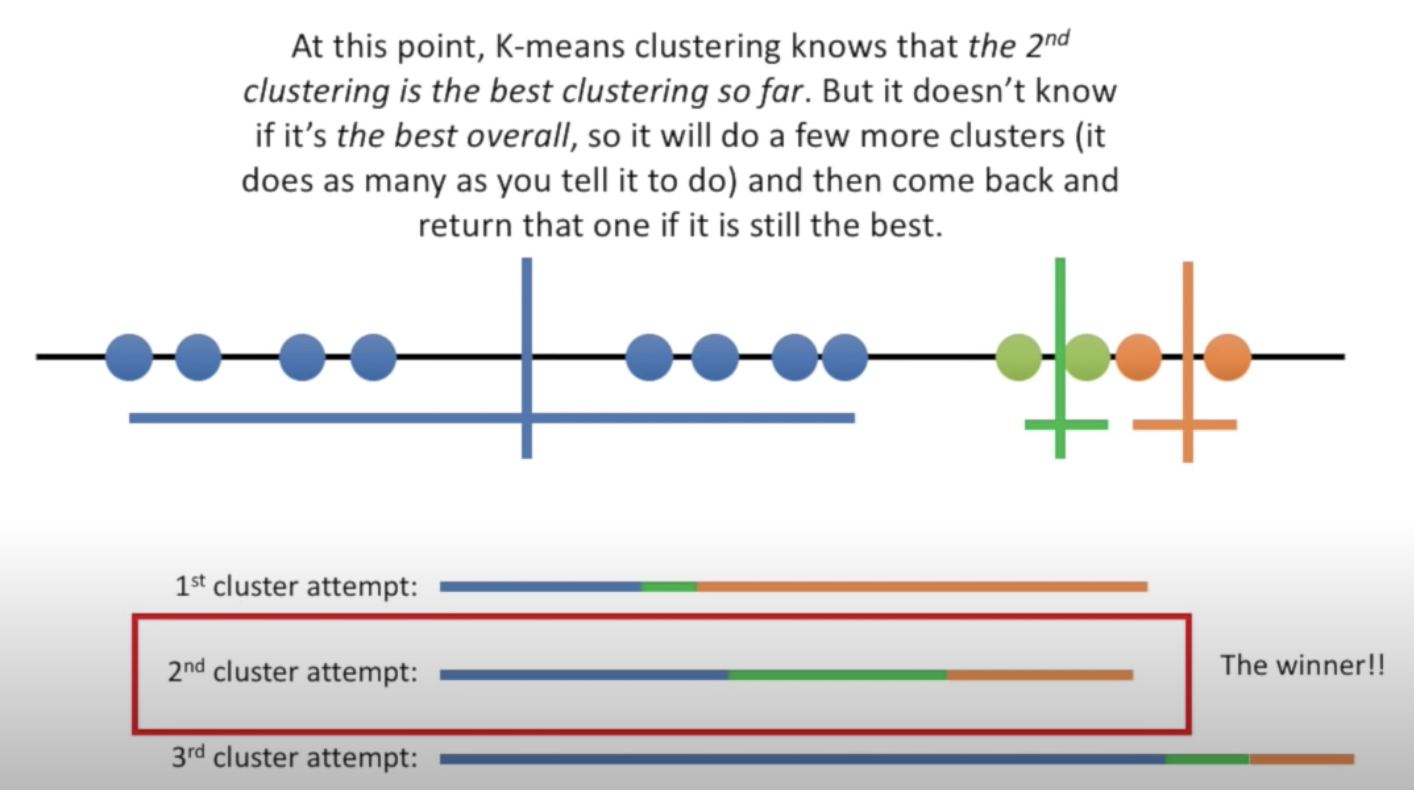 At this point, K-means clustering knows that the 2nd
clustering is the best clustering so far. But it doesn’t know
if it’s the best overall, so it will do a few more clusters (it
does as many as you tell it to do) and then come back and
return that one if it is still the best.
1st cluster attempt:
2nd cluster attempt:
The winner!!
3rd cluster attempt: